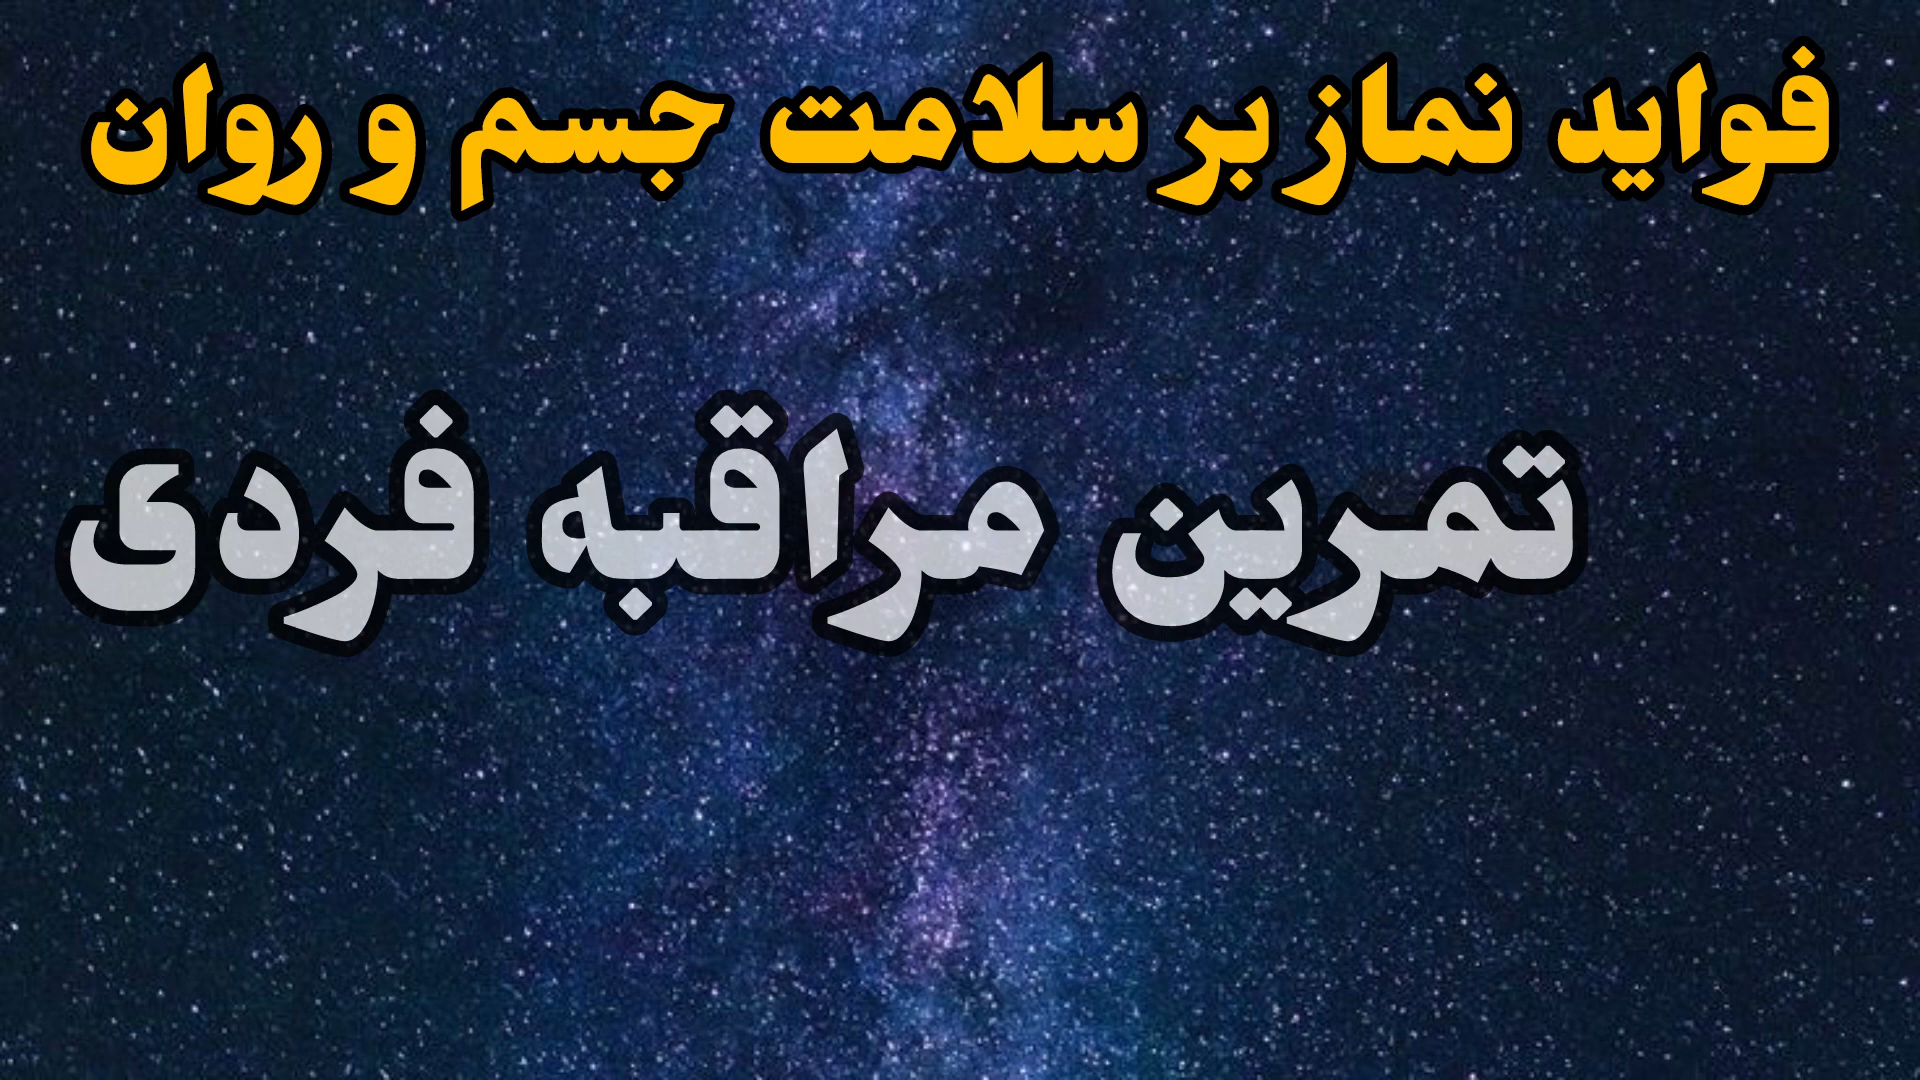 فواید نماز بر سلامت جسم و روان
تمرین مراقبه فردی